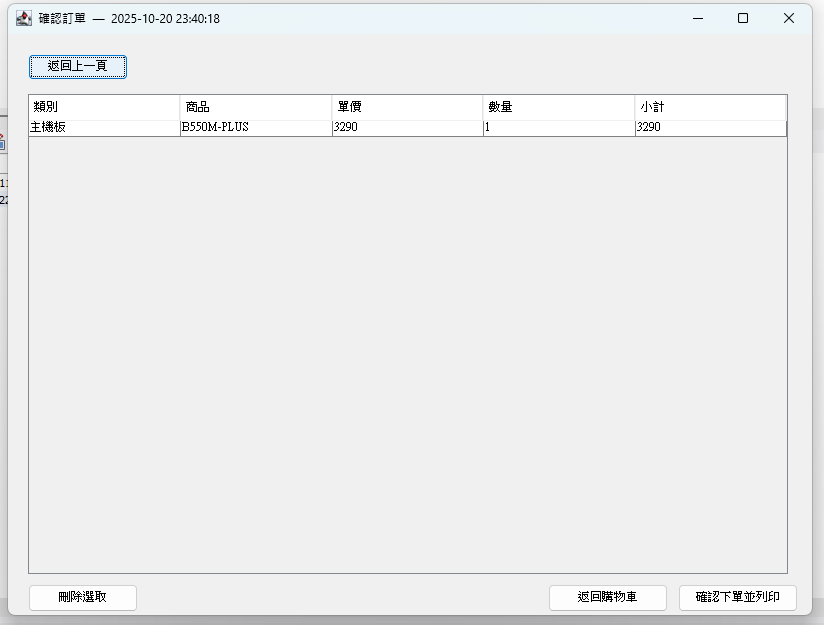 確認訂單 — 2025-10-20 23:40:18
返回上一頁
類別 商品 單價 數量 小計
主機板 B550M-PLUS 3290 1 3290
刪除選取 返回購物車 確認下單並列印